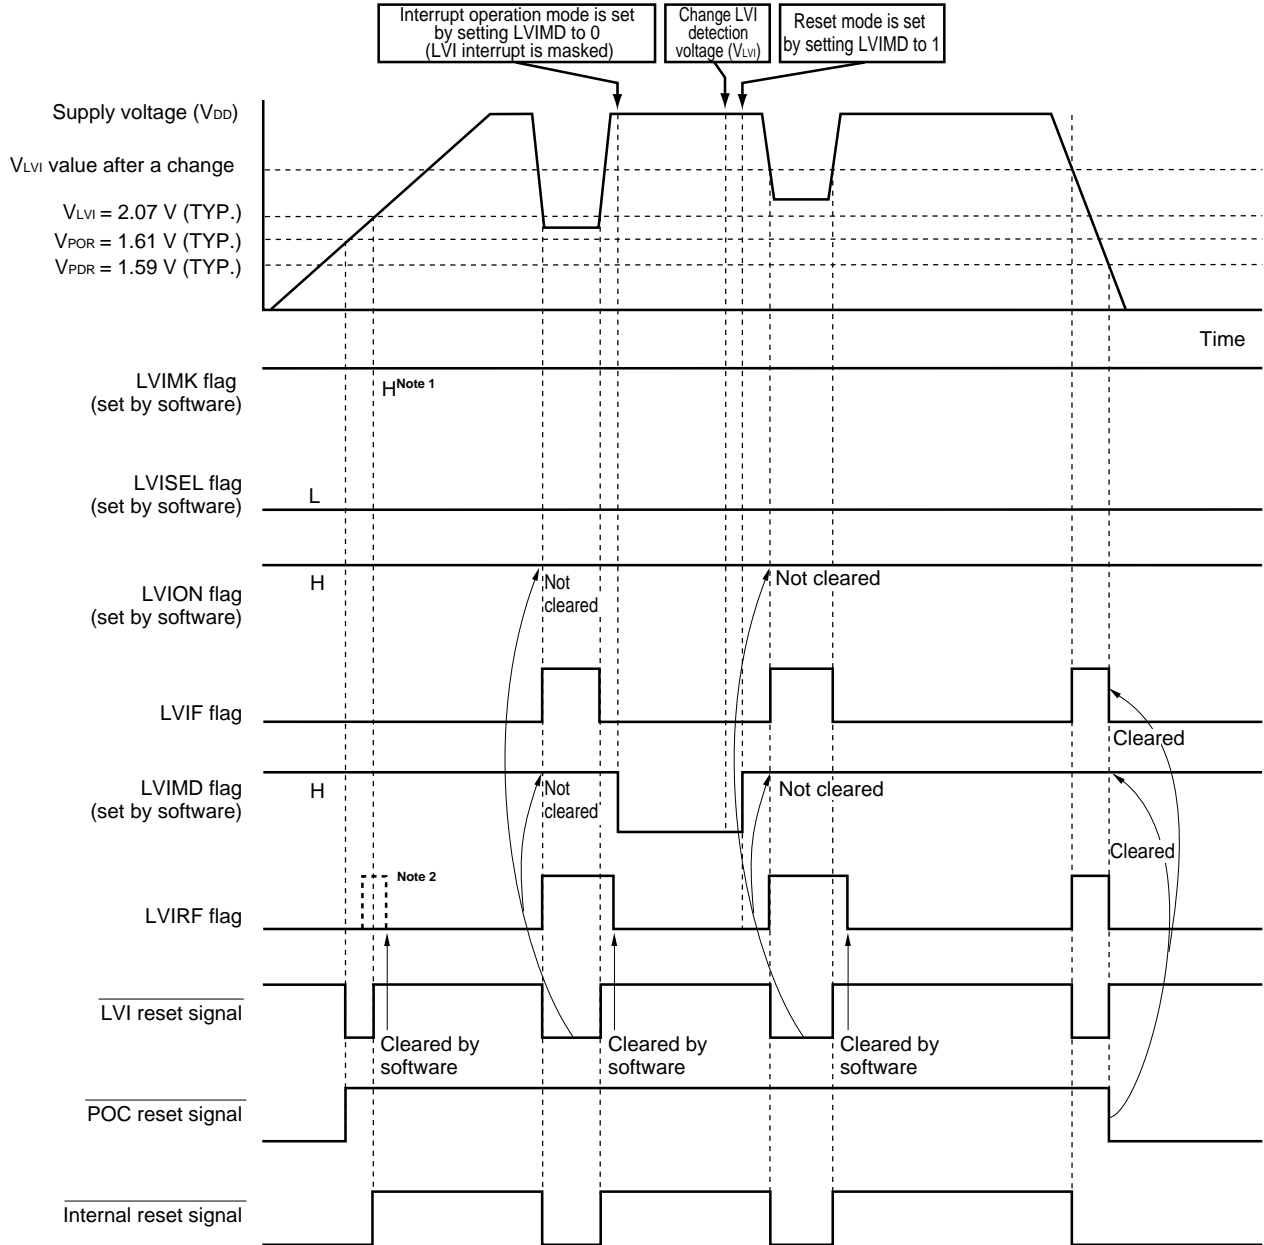 Interrupt operation mode is set
by setting LVIMD to 0
(LVI interrupt is masked)
Change LVI
detection
voltage (VLVI)
Reset mode is set
by setting LVIMD to 1
Supply voltage (VDD)
VLVI value after a change
VLVI = 2.07 V (TYP.)
VPOR = 1.61 V (TYP.)
VPDR = 1.59 V (TYP.)
Time
LVIMK flag
(set by software)
HNote 1
LVISEL flag
(set by software)
L
LVION flag
(set by software)
H
Not
cleared
Not cleared
LVIF flag
Cleared
LVIMD flag
(set by software)
H
Not
cleared
Not cleared
Cleared
LVIRF flag
Note 2
LVI reset signal
Cleared by
software
Cleared by
software
Cleared by
software
POC reset signal
Internal reset signal